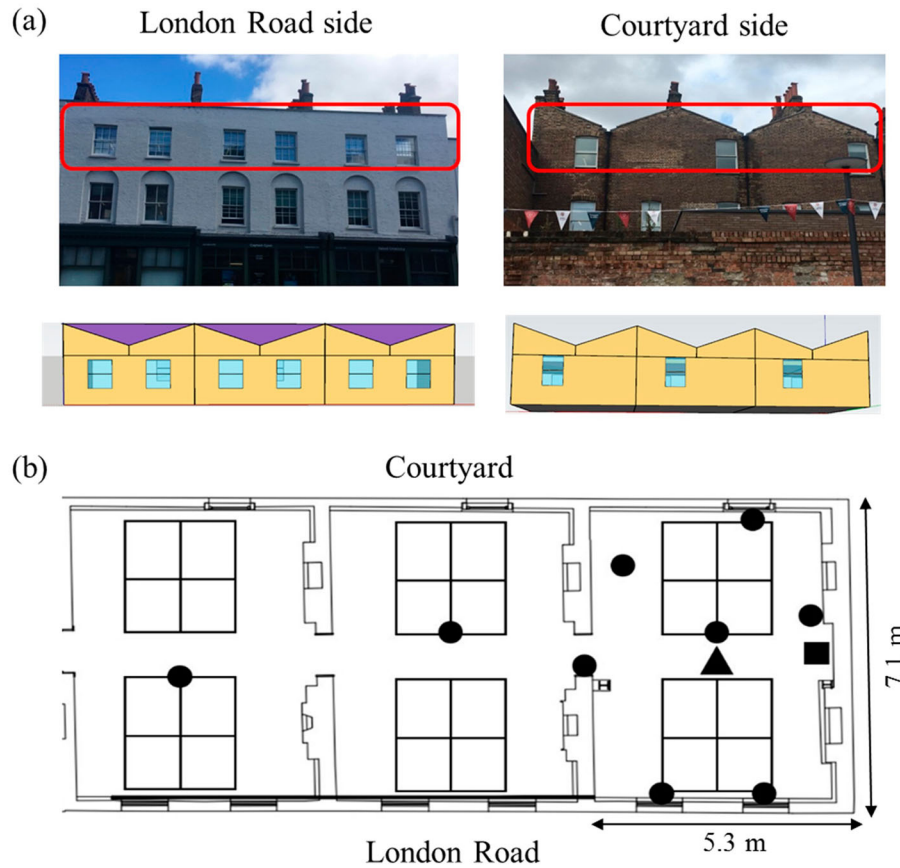 (a)
London Road side
Courtyard side
(b)
Courtyard
7.1 m
5.3 m
London Road